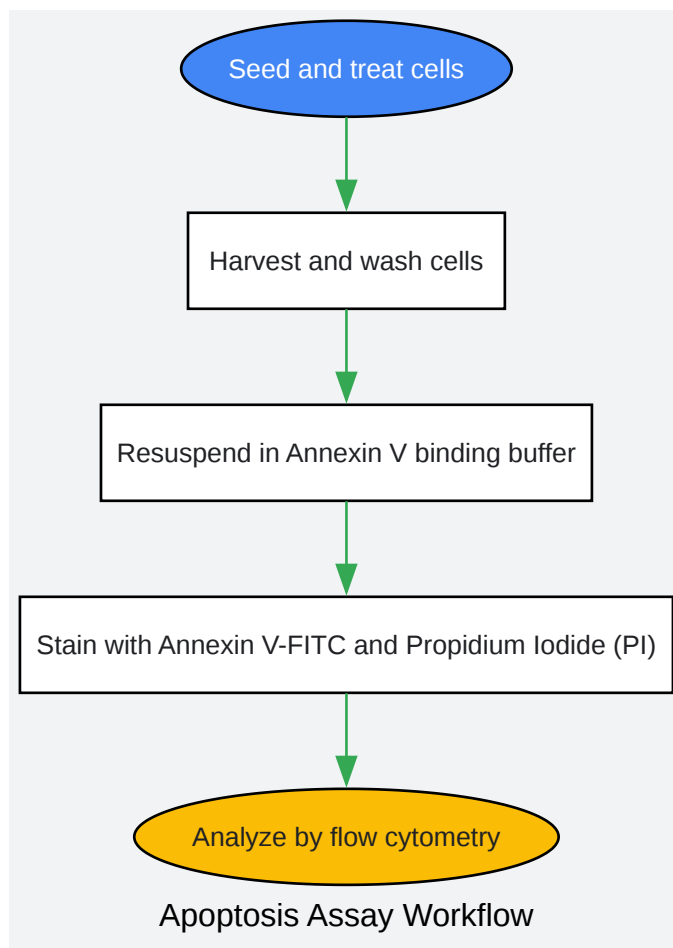 Seed and treat cells
Harvest and wash cells
Resuspend in Annexin V binding buffer
Stain with Annexin V-FITC and Propidium Iodide (PI)
Analyze by flow cytometry
Apoptosis Assay Workflow